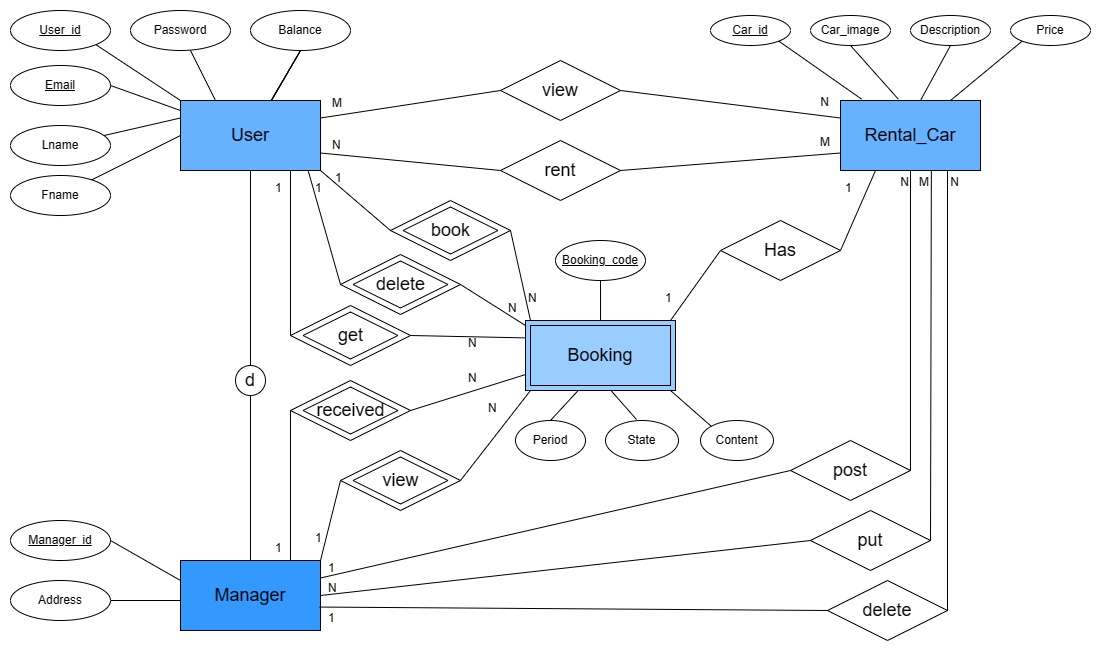 User_id
Password
Balance
Car_id
Car_image
Description
Price
Email
view
M
N
User
Rental_Car
Lname
N
M
rent
Fname
1
1
1
1
N
M
N
book
Has
Booking_code
delete
N
N
1
get
N
Booking
N
d
received
N
Period
State
Content
view
post
1
1
put
Manager_id
1
N
Manager
Address
delete
1